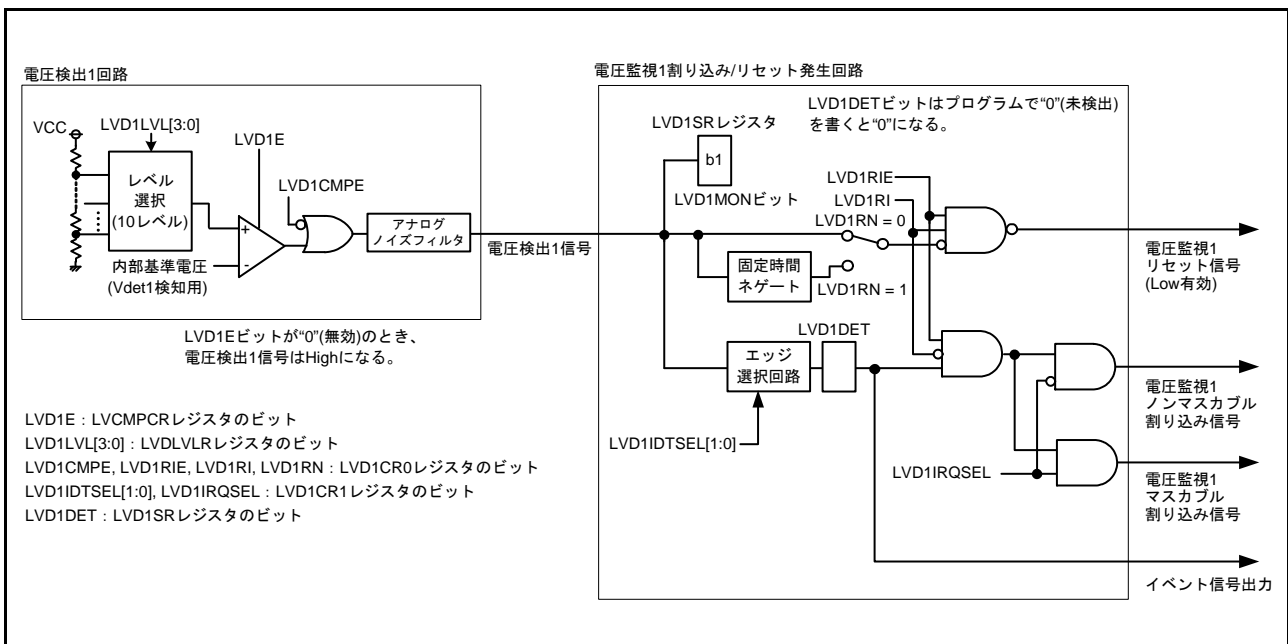 電圧検出1回路
VCC
LVD1LVL[3:0]
LVD1E
レベル
選択
(10レベル)
LVD1CMPE
+
-
アナログ
ノイズフィルタ
内部基準電圧
(Vdet1検知用)
電圧検出1信号
LVD1Eビットが“0”(無効)のとき、
電圧検出1信号はHighになる。
電圧監視1割り込み/リセット発生回路
LVD1DETビットはプログラムで“0”(未検出)
を書くと“0”になる。
LVD1SRレジスタ
b1
LVD1MONビット
LVD1RIE
LVD1RI
LVD1RN = 0
固定時間
ネゲート
LVD1RN = 1
電圧監視1
リセット信号
(Low有効)
LVD1DET
エッジ
選択回路
LVD1IDTSEL[1:0]
電圧監視1
ノンマスカブル
割り込み信号
LVD1IRQSEL
電圧監視1
マスカブル
割り込み信号
イベント信号出力
LVD1E:LVCMPCRレジスタのビット
LVD1LVL[3:0]:LVDLVLRレジスタのビット
LVD1CMPE, LVD1RIE, LVD1RI, LVD1RN:LVD1CR0レジスタのビット
LVD1IDTSEL[1:0], LVD1IRQSEL:LVD1CR1レジスタのビット
LVD1DET:LVD1SRレジスタのビット